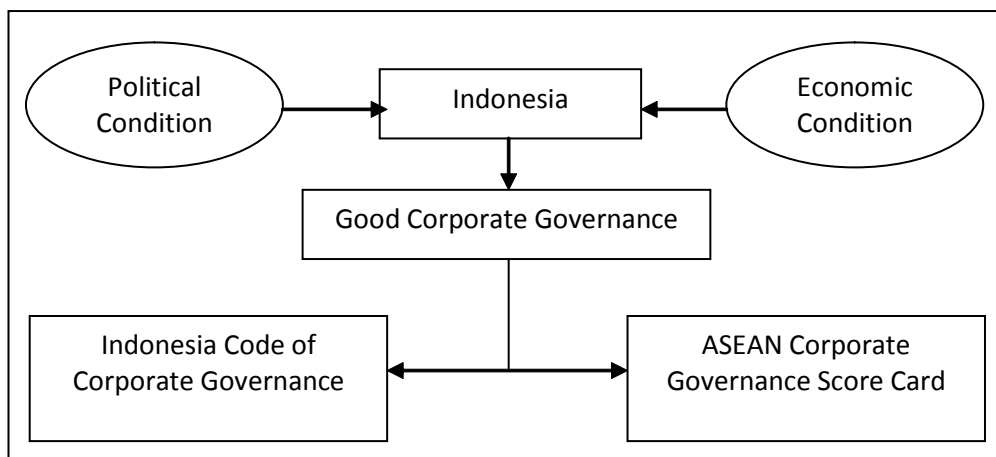 Political
Condition
Indonesia
Economic
Condition
Good Corporate Governance
Indonesia Code of
Corporate Governance
ASEAN Corporate
Governance Score Card